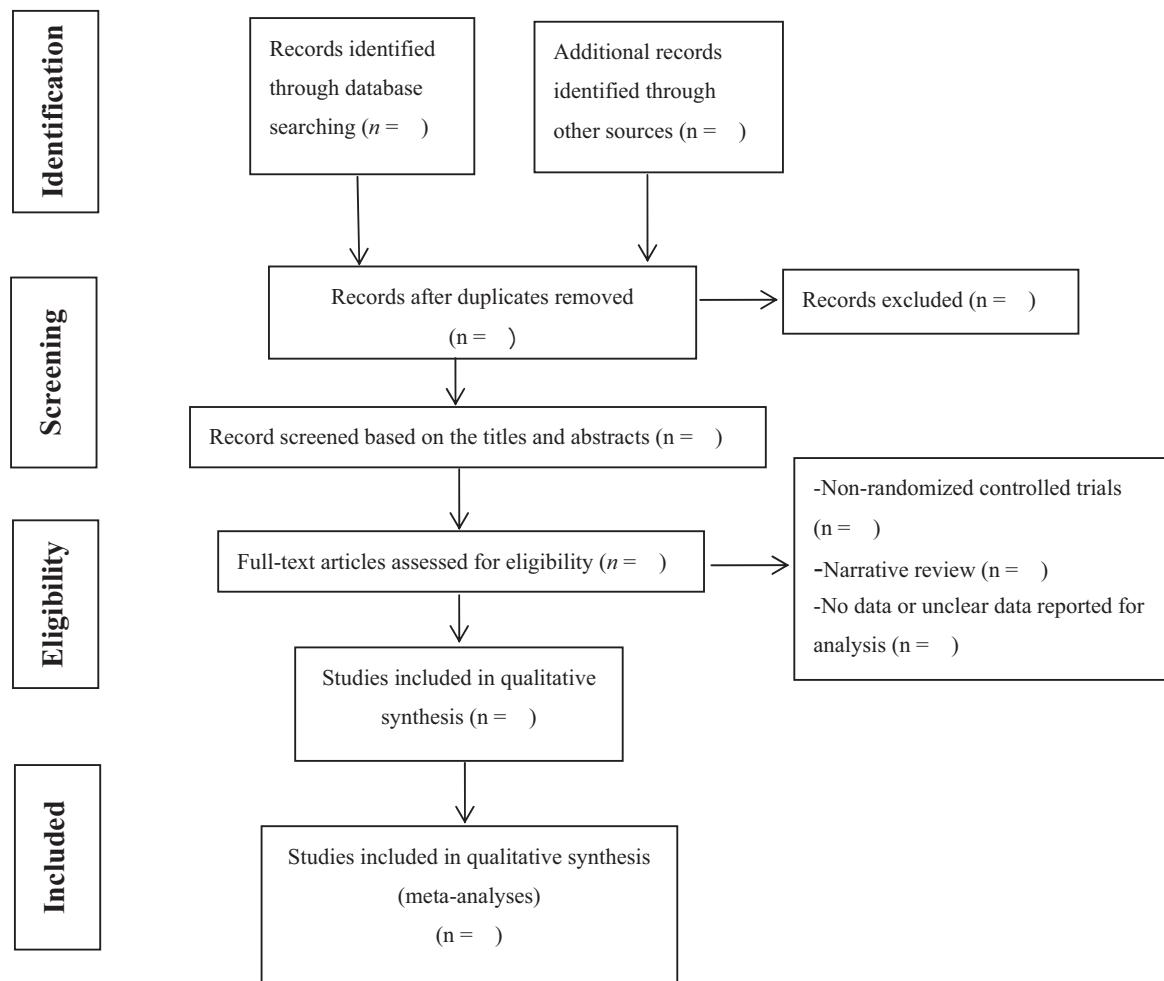 Identification
Records identified
through database
searching (n =   )
Additional records
identified through
other sources (n =   )
Screening
Records after duplicates removed
(n =   )
Records excluded (n =   )
Record screened based on the titles and abstracts (n =   )
Eligibility
Full-text articles assessed for eligibility (n =   )
-Non-randomized controlled trials
(n =   )
-Narrative review (n =   )
-No data or unclear data reported for
analysis (n =   )
Studies included in qualitative
synthesis (n =   )
Included
Studies included in qualitative synthesis
(meta-analyses)
(n =   )